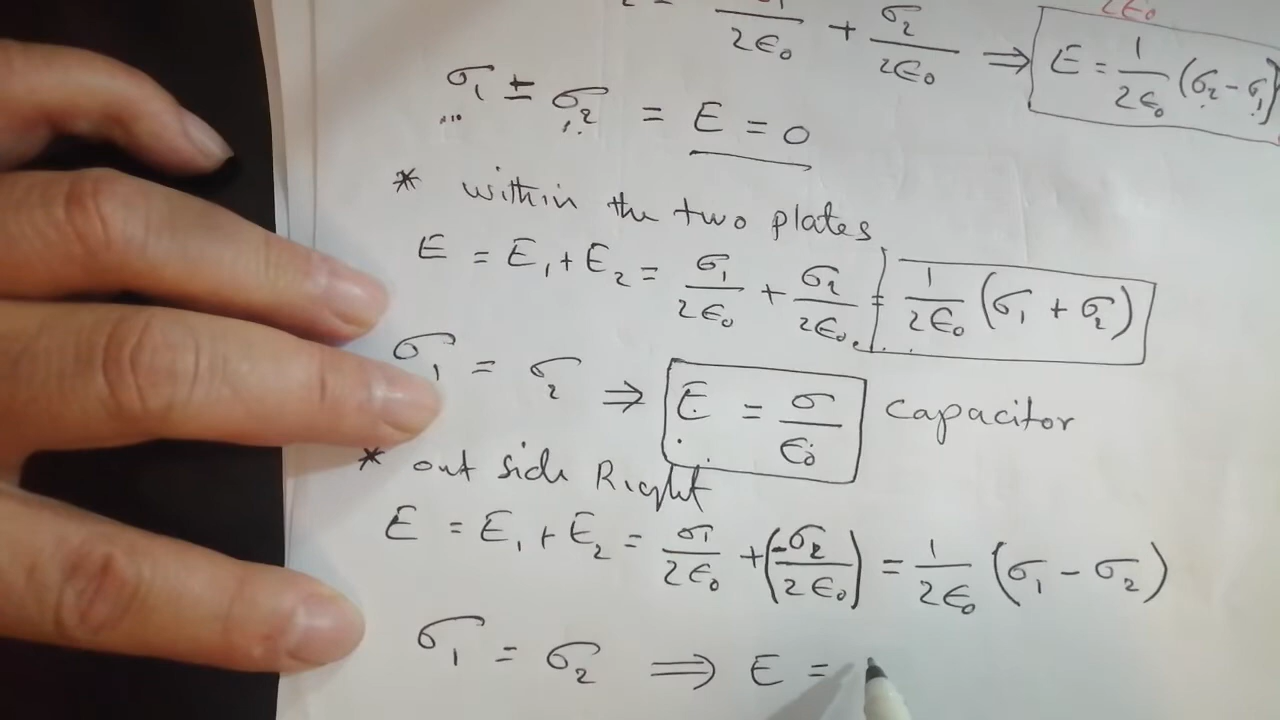 σ₁/2ε₀ + σ₂/2ε₀ ⇒ E = 1/2ε₀ (σ₂ - σ₁)
2ε₀
σ₁ ± σ₂ = E = 0
* within the two plates
E = E₁ + E₂ = σ₁/2ε₀ + σ₂/2ε₀ = 1/2ε₀ (σ₁ + σ₂)
σ₁ = σ₂ ⇒ E = σ/ε₀ capacitor
* out side Right
E = E₁ + E₂ = σ₁/2ε₀ + (-σ₂/2ε₀) = 1/2ε₀ (σ₁ - σ₂)
σ₁ = σ₂ ⇒ E =